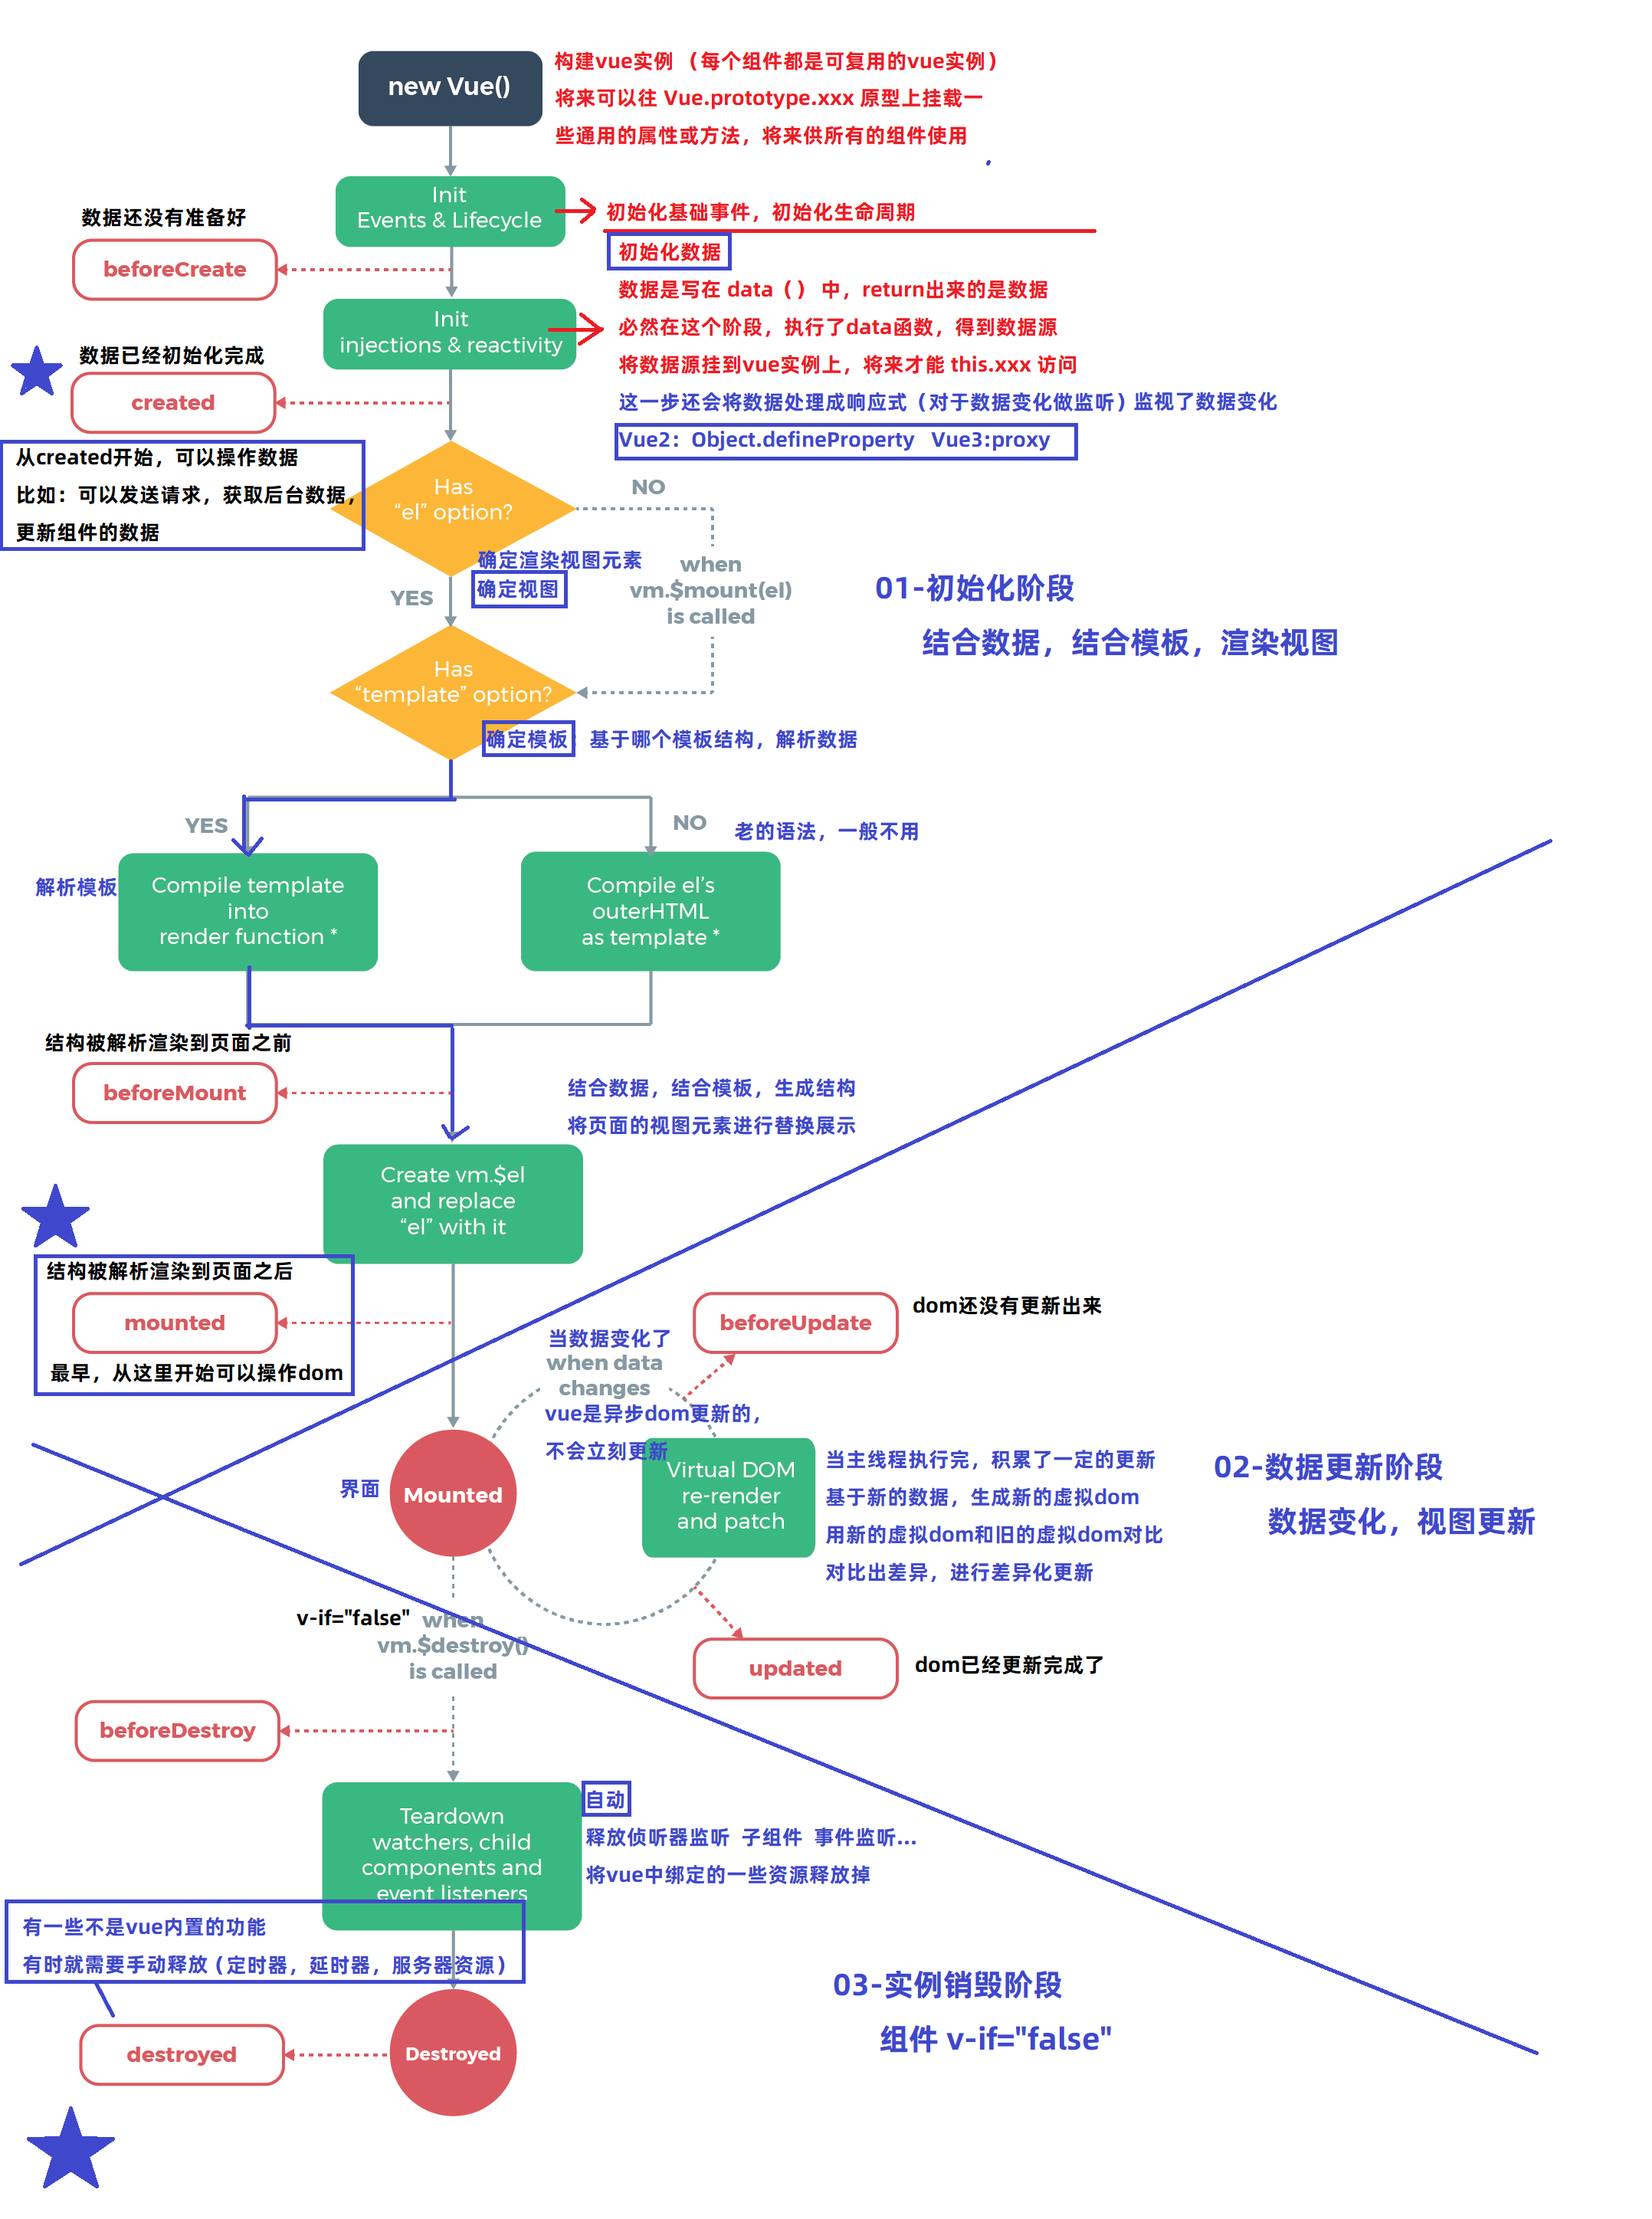 new Vue()
构建vue实例 （每个组件都是可复用的vue实例）
将来可以往 Vue.prototype.xxx 原型上挂载一
些通用的属性或方法，将来供所有的组件使用
Init
Events & Lifecycle
初始化基础事件，初始化生命周期
数据还没有准备好
beforeCreate
初始化数据
数据是写在 data（） 中，return出来的是数据
必然在这个阶段，执行了data函数，得到数据源
将数据源挂到vue实例上，将来才能 this.xxx 访问
这一步还会将数据处理成响应式（对于数据变化做监听）监视了数据变化
Vue2：Object.defineProperty Vue3:proxy
Init
injections & reactivity
数据已经初始化完成
created
从created开始，可以操作数据
比如：可以发送请求，获取后台数据，
更新组件的数据
Has
“el” option?
NO
确定渲染视图元素
确定视图
YES
when
vm.$mount(el)
is called
01-初始化阶段
结合数据，结合模板，渲染视图
Has
“template” option?
确定模板：基于哪个模板结构，解析数据
YES
NO
老的语法，一般不用
解析模板
Compile template
into
render function *
Compile el’s
outerHTML
as template *
结构被解析渲染到页面之前
beforeMount
结合数据，结合模板，生成结构
将页面的视图元素进行替换展示
Create vm.$el
and replace
“el” with it
结构被解析渲染到页面之后
mounted
最早，从这里开始可以操作dom
beforeUpdate
dom还没有更新出来
当数据变化了
when data
changes
vue是异步dom更新的，
不会立刻更新
界面
Mounted
Virtual DOM
re-render
and patch
当主线程执行完，积累了一定的更新
基于新的数据，生成新的虚拟dom
用新的虚拟dom和旧的虚拟dom对比
对比出差异，进行差异化更新
02-数据更新阶段
数据变化，视图更新
v-if="false"
when
vm.$destroy()
is called
updated
dom已经更新完成了
beforeDestroy
Teardown
watchers, child
components and
event listeners
自动
释放侦听器监听 子组件 事件监听...
将vue中绑定的一些资源释放掉
有一些不是vue内置的功能
有时就需要手动释放（定时器，延时器，服务器资源）
03-实例销毁阶段
组件 v-if="false"
destroyed
Destroyed